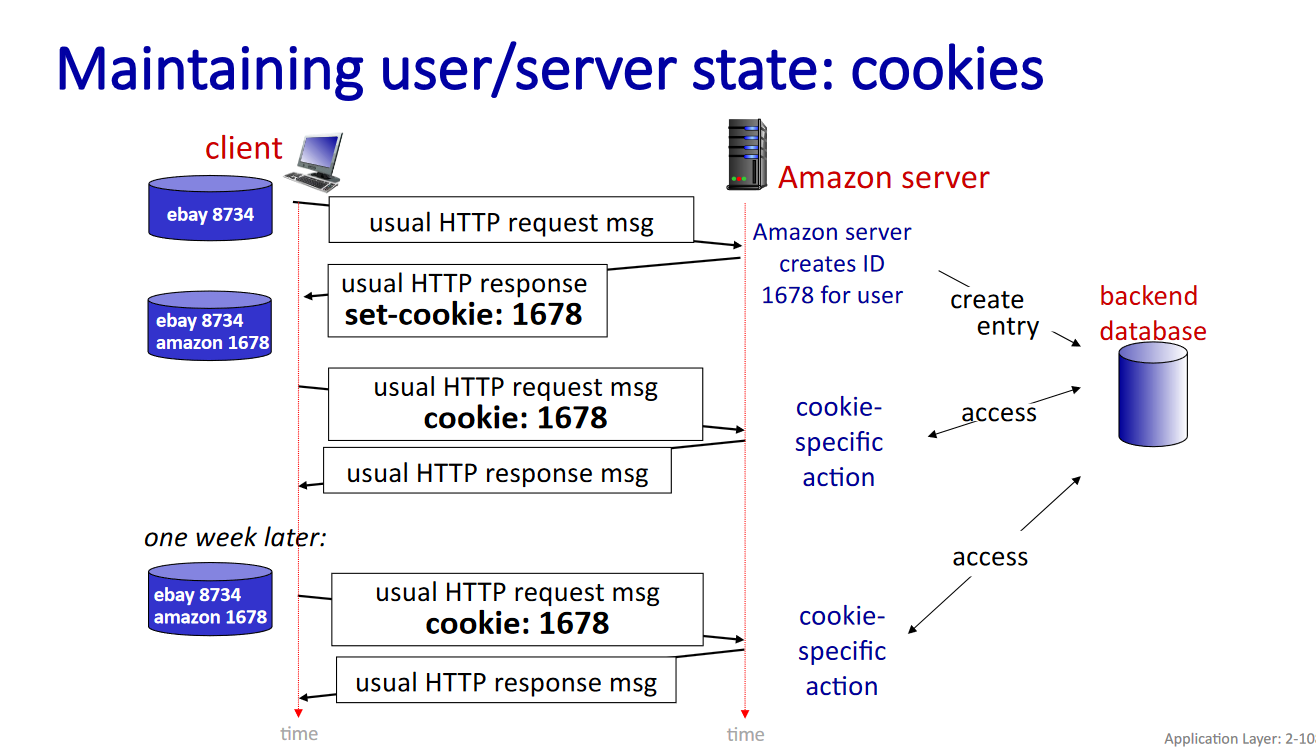 Maintaining user/server state: cookies
client
Amazon server
ebay 8734
usual HTTP request msg
Amazon server
creates ID
1678 for user
usual HTTP response
set-cookie: 1678
create
entry
backend
database
ebay 8734
amazon 1678
usual HTTP request msg
cookie: 1678
cookie-
specific
action
access
usual HTTP response msg
one week later:
ebay 8734
amazon 1678
usual HTTP request msg
cookie: 1678
cookie-
specific
action
access
usual HTTP response msg
time
time
Application Layer: 2-10